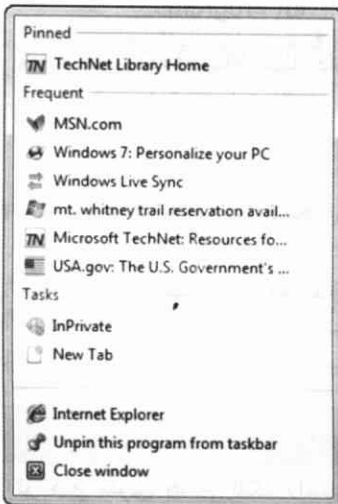 Pinned
TN TechNet Library Home
Frequent
MSN.com
Windows 7: Personalize your PC
Windows Live Sync
mt. whitney trail reservation avail...
TN Microsoft TechNet: Resources fo...
USA.gov: The U.S. Government's ...
Tasks
InPrivate
New Tab
Internet Explorer
Unpin this program from taskbar
Close window